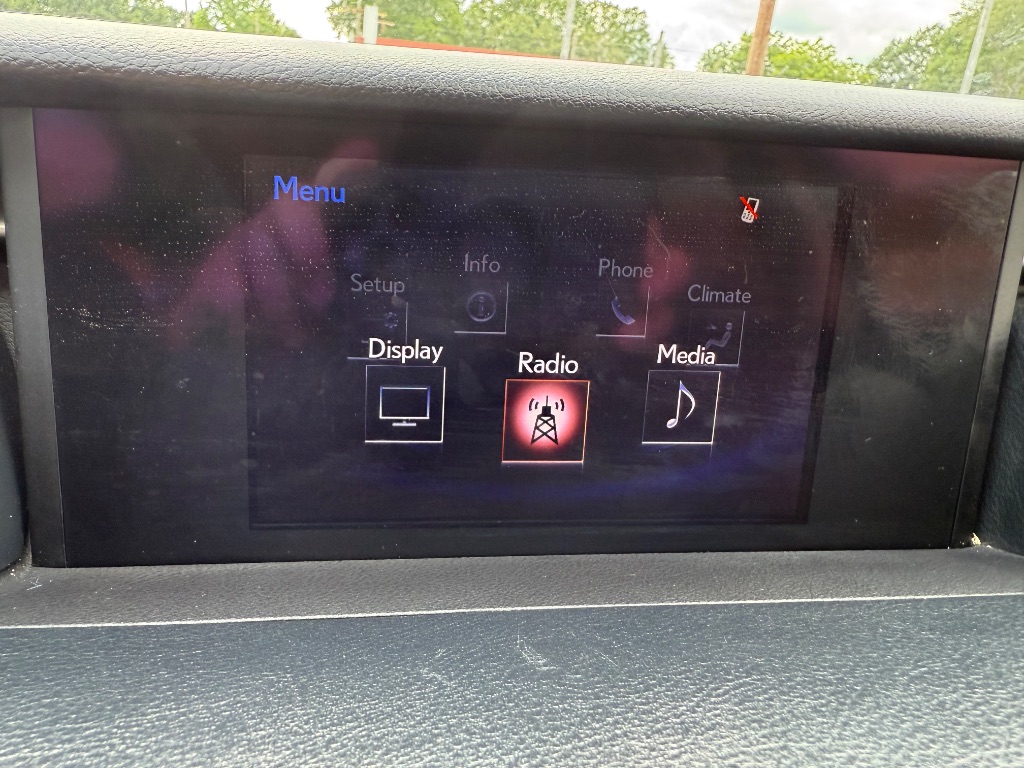 Menu
Setup
Info
Phone
Climate
Display
Radio
Media